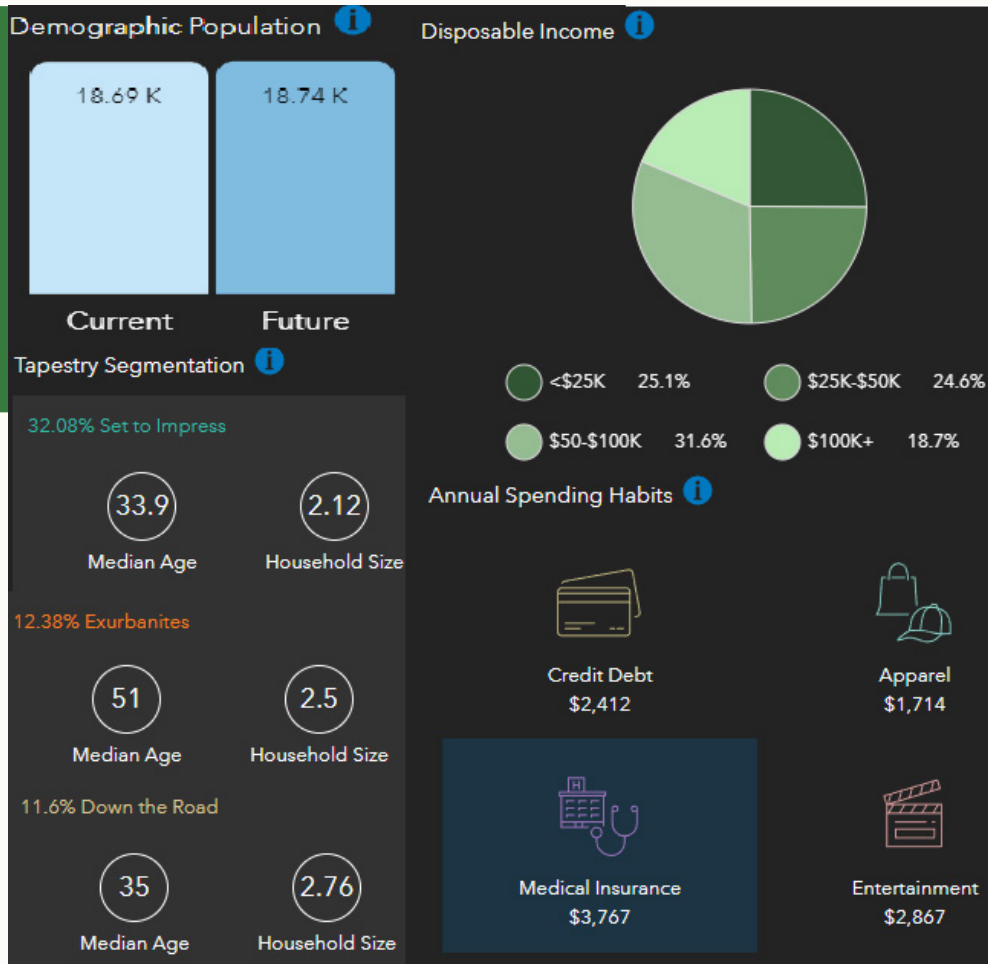 Demographic Population i
18.69 K 18.74 K
Current Future
Tapestry Segmentation i
32.08% Set to Impress
33.9 2.12
Median Age Household Size
12.38% Exurbanites
51 2.5
Median Age Household Size
11.6% Down the Road
35 2.76
Median Age Household Size
Disposable Income i
<$25K 25.1% $25K-$50K 24.6%
$50-$100K 31.6% $100K+ 18.7%
Annual Spending Habits i
Credit Debt Apparel
$2,412 $1,714
H
Medical Insurance Entertainment
$3,767 $2,867